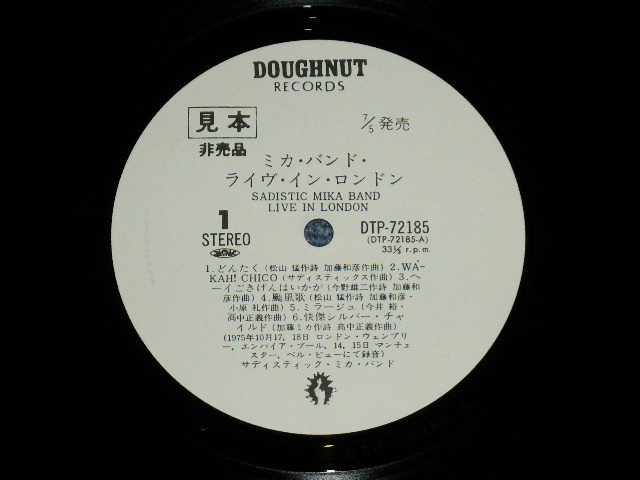 DOUGHNUT
RECORDS
見本
非売品
7/5 発売
ミカ・バンド・
ライヴ・イン・ロンドン
SADISTIC MIKA BAND
LIVE IN LONDON
1
STEREO
DTP-72185
(DTP-72185-A)
33⅓ r.p.m.
1.どんたく(松山 猛作詩 加藤和彦作曲) 2.WA-
KAH! CHICO(サディスティックス作曲) 3.ヘ
ーイごきげんはいかが(今野雄二作詩 加藤和
彦作曲) 4.颱風歌(松山 猛作詩 加藤和彦・
小原 礼作曲) 5.ミラージュ(今井 裕・
高中正義作曲) 6.快傑シルバー・チャ
イルド(加藤ミカ作詩 高中正義作曲)
(1975年10月17, 18日 ロンドン・ウェンブリ
ー, エンパイア・プール, 14, 15日 マンチェ
スター, ベル・ビューにて録音)
サディスティック・ミカ・バンド